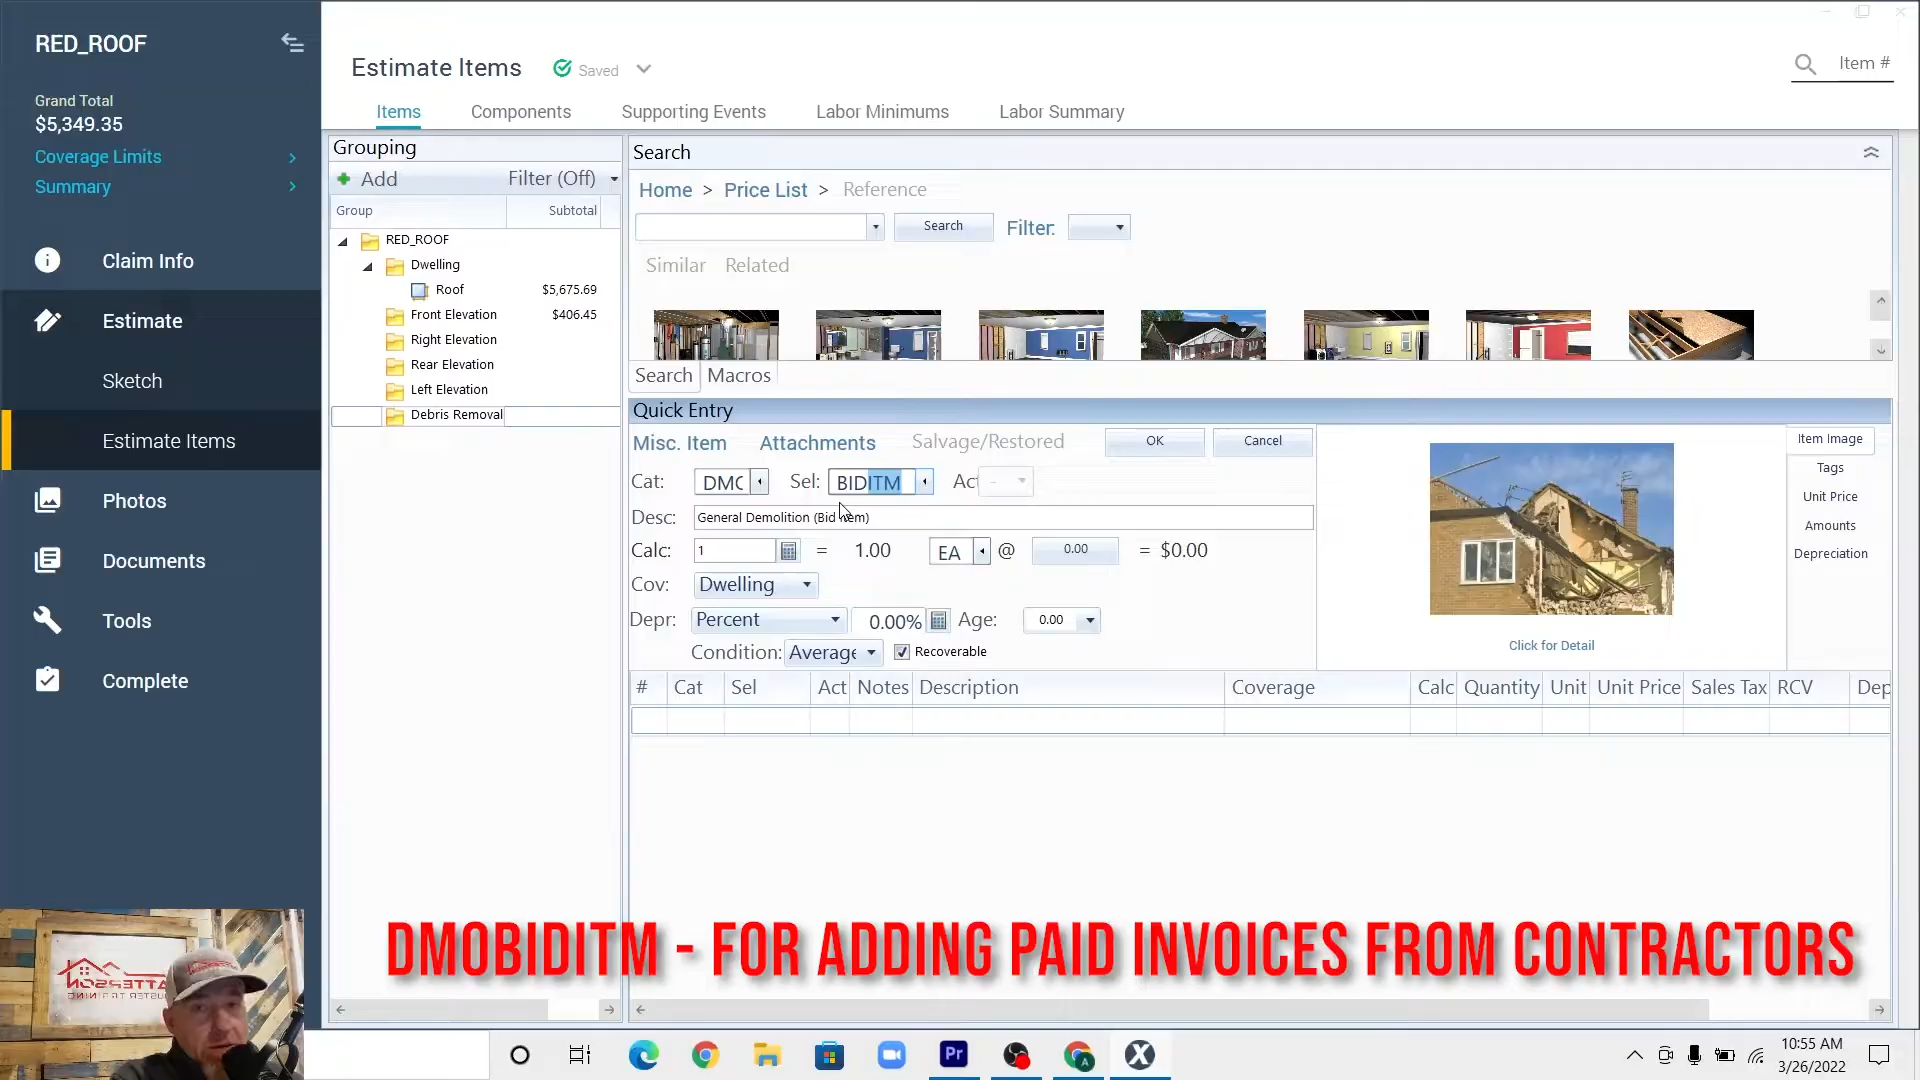 RED_ROOF
Grand Total
$5,349.35
Coverage Limits
Summary
Claim Info
Estimate
Sketch
Estimate Items
Photos
Documents
Tools
Complete
Estimate Items
Saved
Item #
Items
Components
Supporting Events
Labor Minimums
Labor Summary
Grouping
Add
Filter (Off)
Group
Subtotal
RED_ROOF
Dwelling
Roof $5,675.69
Front Elevation $406.45
Right Elevation
Rear Elevation
Left Elevation
Debris Removal
Search
Home > Price List > Reference
Search
Filter:
Similar Related
Search Macros
Quick Entry
Misc. Item Attachments Salvage/Restored OK Cancel
Cat: DMO Sel: BIDITM Act -
Desc: General Demolition (Bid Item)
Calc: 1 = 1.00 EA @ 0.00 = $0.00
Cov: Dwelling
Depr: Percent 0.00% Age: 0.00
Condition: Average Recoverable
Item Image
Tags
Unit Price
Amounts
Depreciation
Click for Detail
# Cat Sel Act Notes Description Coverage Calc Quantity Unit Unit Price Sales Tax RCV Dep
DMOBIDITM - FOR ADDING PAID INVOICES FROM CONTRACTORS
Pr
A
X
10:55 AM
3/26/2022